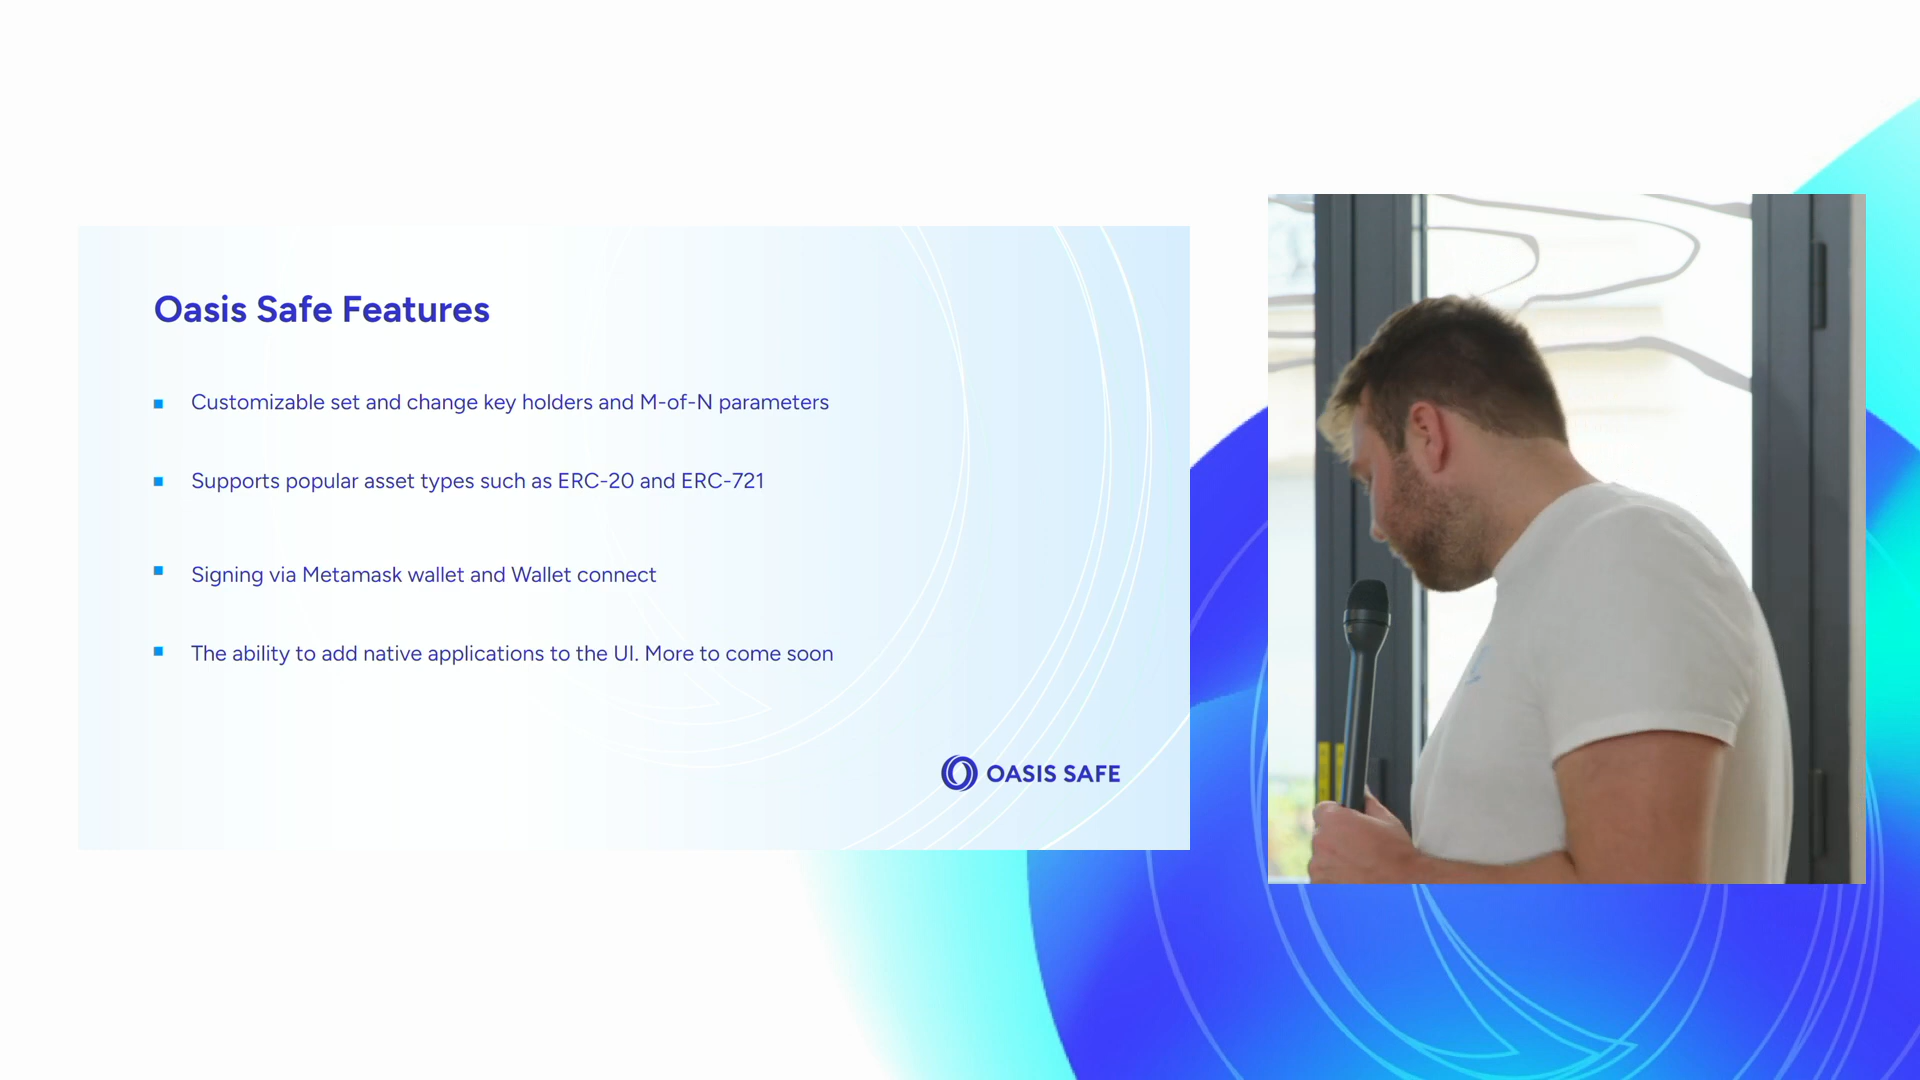 Oasis Safe Features
Customizable set and change key holders and M-of-N parameters
Supports popular asset types such as ERC-20 and ERC-721
Signing via Metamask wallet and Wallet connect
The ability to add native applications to the UI. More to come soon
OASIS SAFE